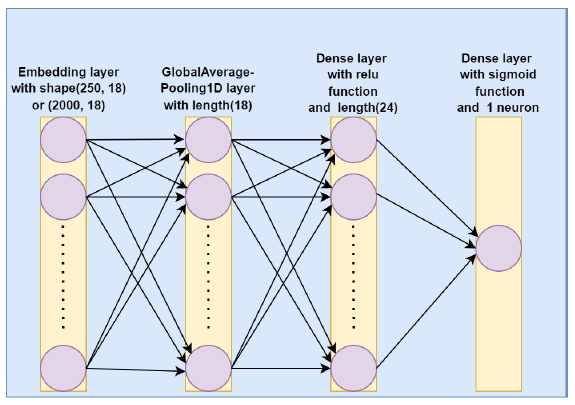 Embedding layer
with shape(250, 18)
or (2000, 18)
GlobalAverage-
Pooling1D layer
with length(18)
Dense layer
with relu
function
and length(24)
Dense layer
with sigmoid
function
and 1 neuron